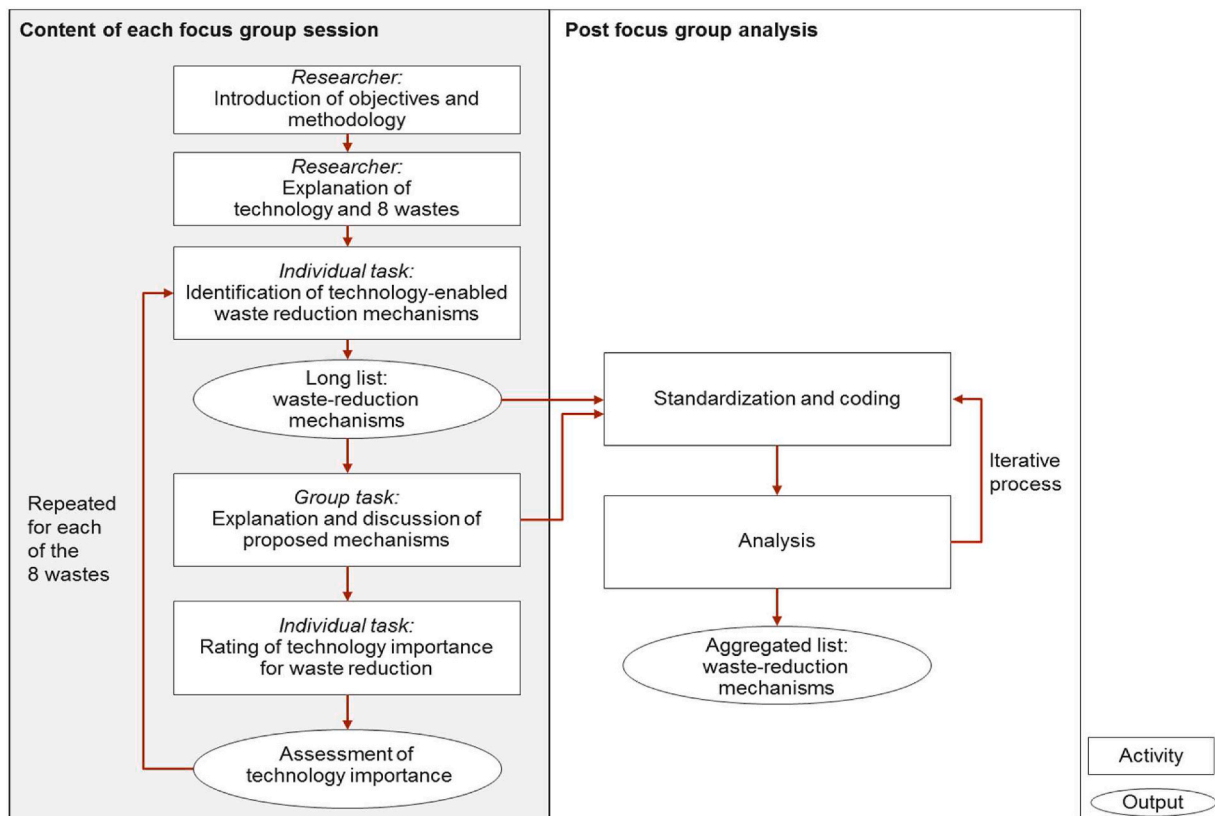 Content of each focus group session
Researcher:
Introduction of objectives and
methodology
Researcher:
Explanation of
technology and 8 wastes
Individual task:
Identification of technology-enabled
waste reduction mechanisms
Long list:
waste-reduction
mechanisms
Group task:
Explanation and discussion of
proposed mechanisms
Individual task:
Rating of technology importance
for waste reduction
Assessment of
technology importance
Repeated
for each
of the
8 wastes
Post focus group analysis
Standardization and coding
Analysis
Iterative
process
Aggregated list:
waste-reduction
mechanisms
Activity
Output